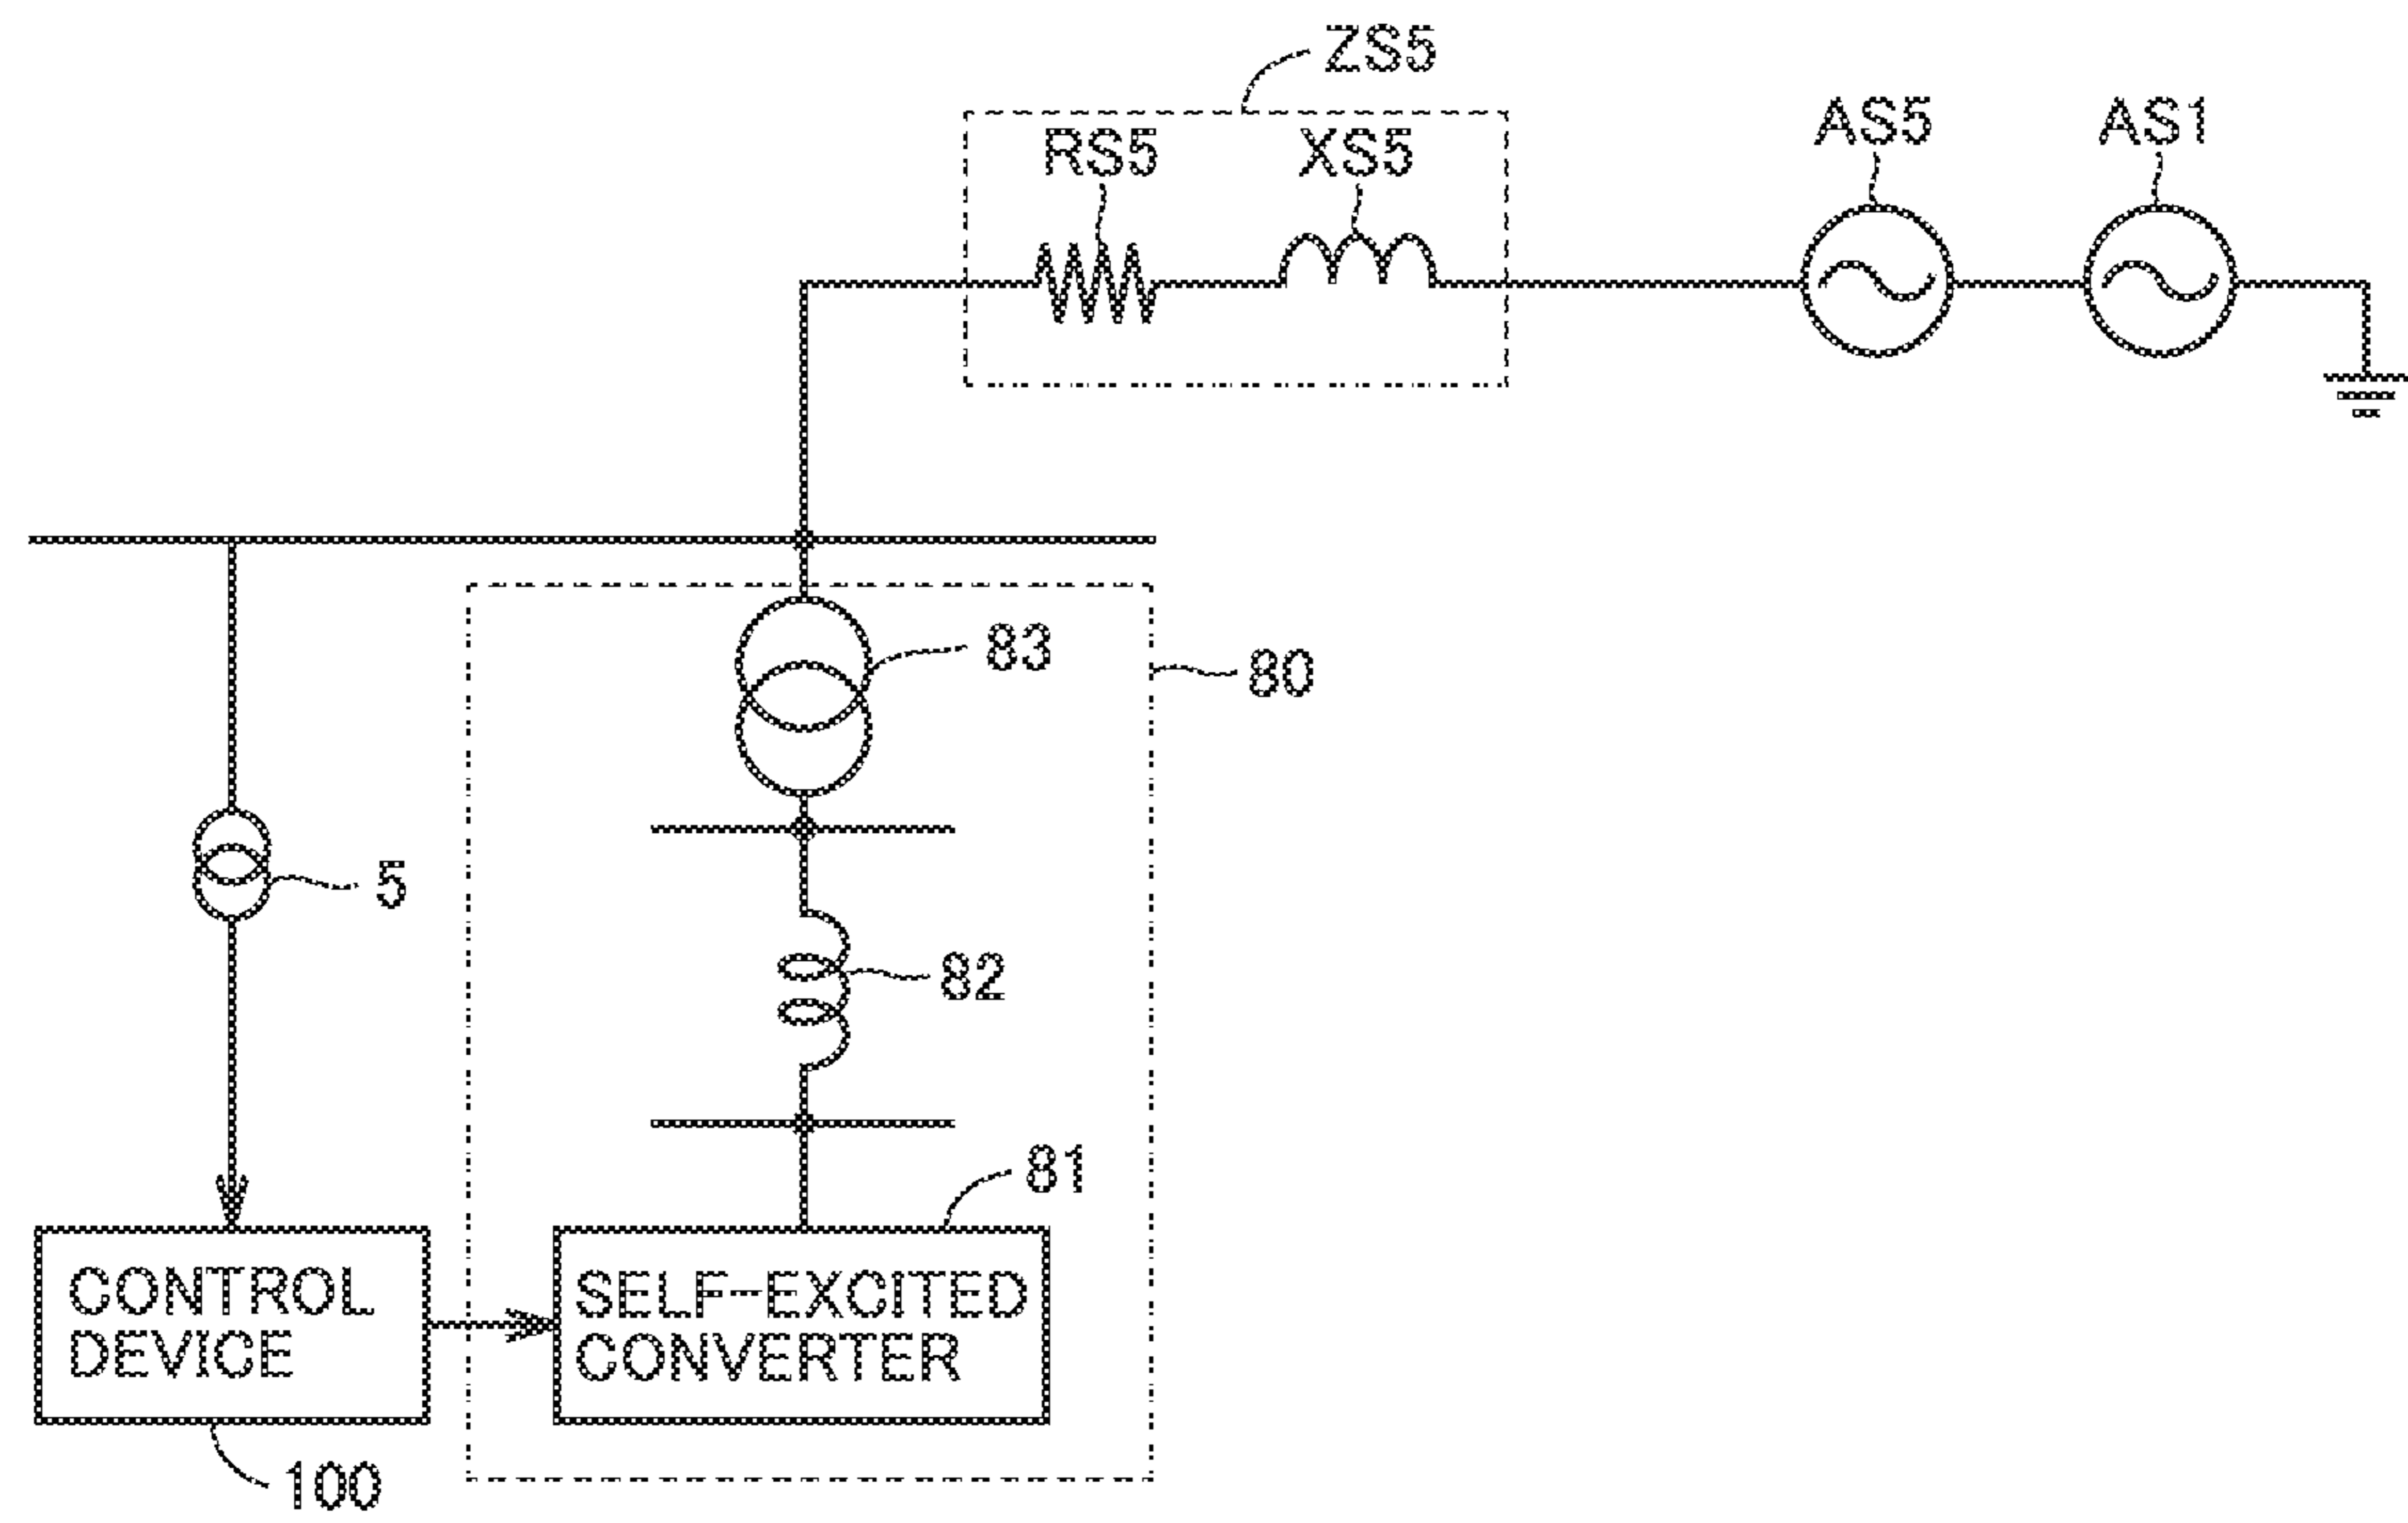 ZS5
RS5
XS5
AS5
AS1
83
80
5
82
81
CONTROL
DEVICE
SELF-EXCITED
CONVERTER
100